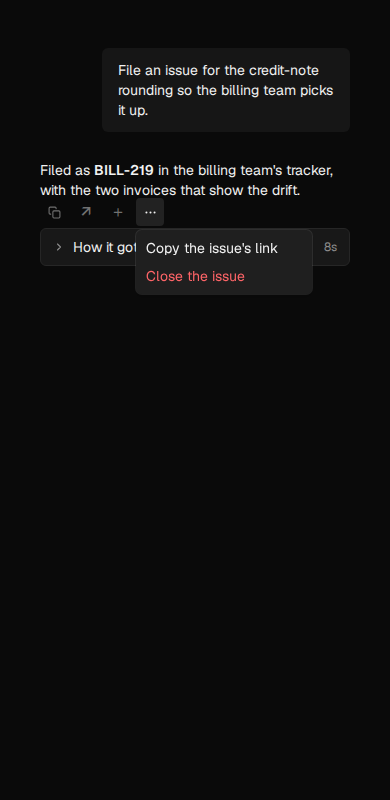 File an issue for the credit-note
rounding so the billing team picks
it up.
Filed as BILL-219 in the billing team's tracker,
with the two invoices that show the drift.
How it got
8s
Copy the issue's link
Close the issue